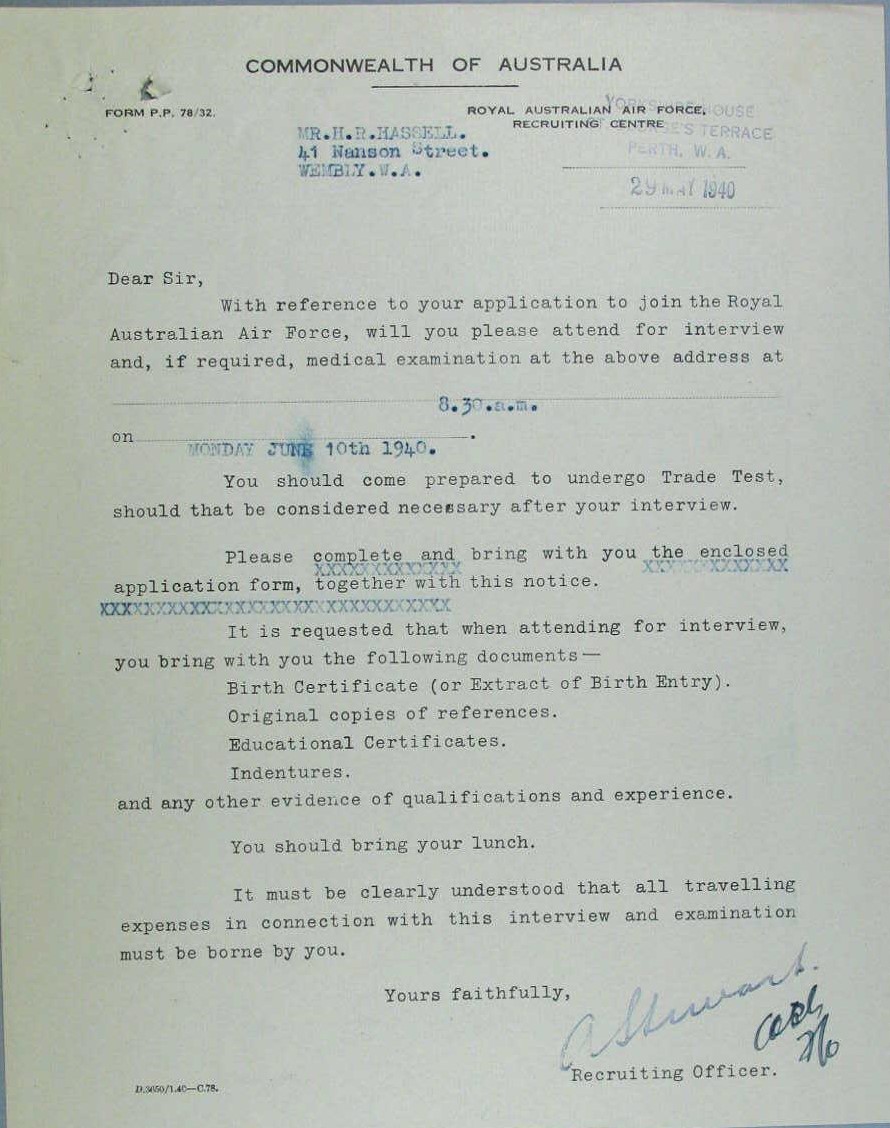 COMMONWEALTH OF AUSTRALIA
FORM P.P. 78/32.
ROYAL AUSTRALIAN AIR FORCE,
RECRUITING CENTRE
HOUSE
TERRACE
PERTH, W.A.
MR.H.R.HASSELL.
41 Nanson Street.
WEMBLY.W.A.
29 MAY 1940
Dear Sir,
With reference to your application to join the Royal
Australian Air Force, will you please attend for interview
and, if required, medical examination at the above address at
8.30.a.m.
on
MONDAY JUNE 10th 1940.
You should come prepared to undergo Trade Test,
should that be considered necessary after your interview.
Please complete and bring with you the enclosed
application form, together with this notice.
It is requested that when attending for interview,
you bring with you the following documents—
Birth Certificate (or Extract of Birth Entry).
Original copies of references.
Educational Certificates.
Indentures.
and any other evidence of qualifications and experience.
You should bring your lunch.
It must be clearly understood that all travelling
expenses in connection with this interview and examination
must be borne by you.
Yours faithfully,
A Stewart.
Recruiting Officer.
D.3650/1.40—C.78.